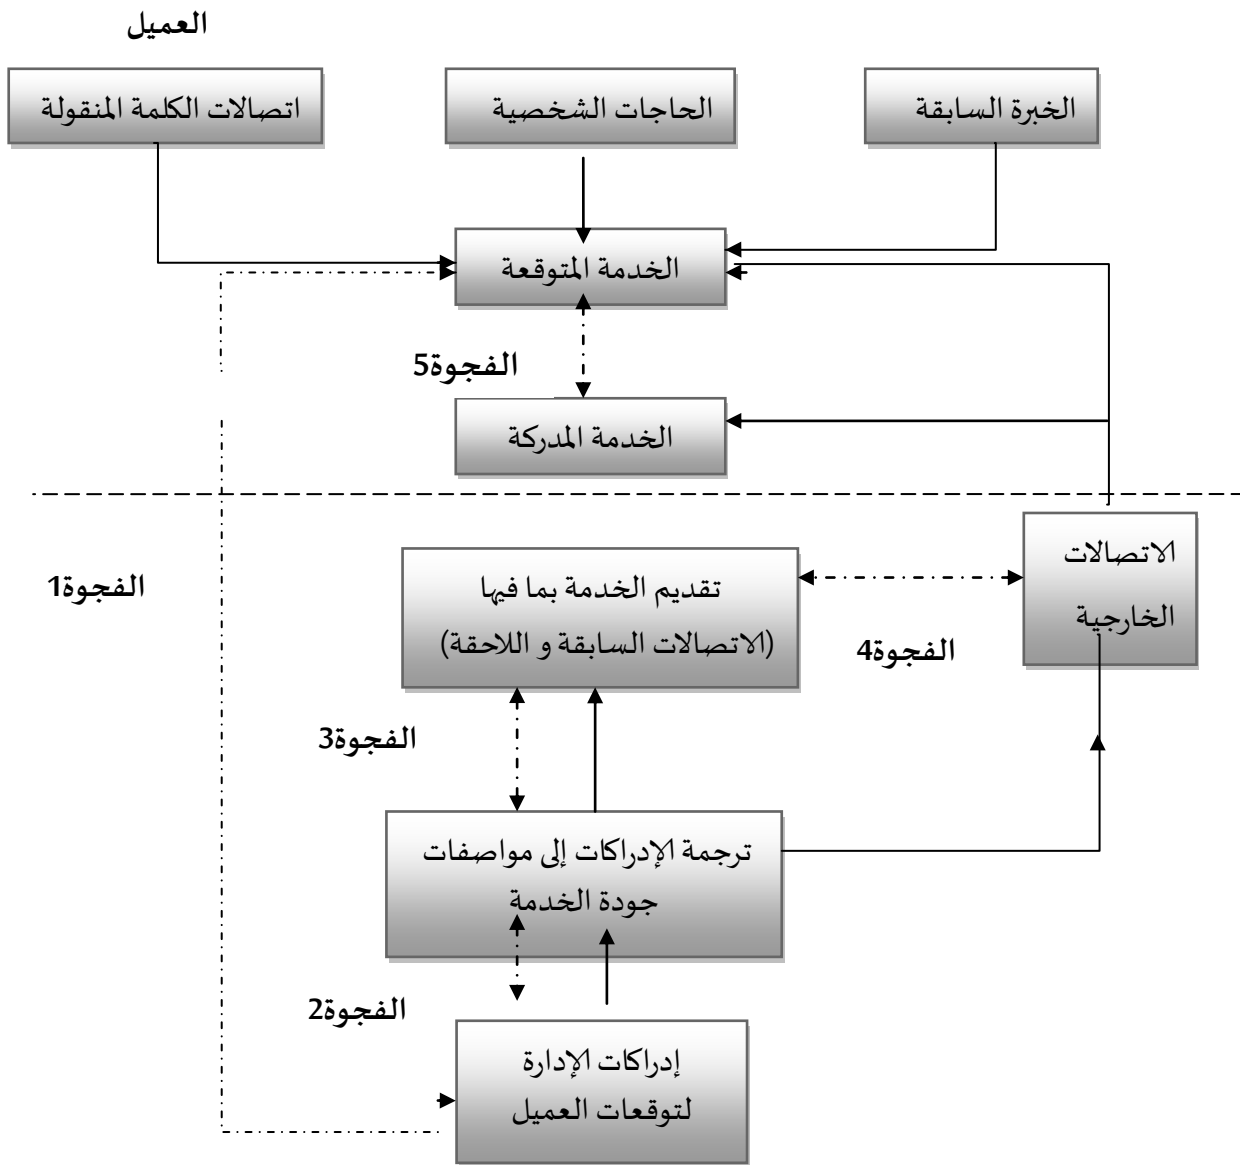 العميل
الخبرة السابقة
الحاجات الشخصية
اتصالات الكلمة المنقولة
الخدمة المتوقعة
الفجوة5
الخدمة المدركة
الاتصالات
الخارجية
تقديم الخدمة بما فيها
(الاتصالات السابقة و اللاحقة)
الفجوة1
الفجوة4
الفجوة3
ترجمة الإدراكات إلى مواصفات
جودة الخدمة
الفجوة2
إدراكات الإدارة
لتوقعات العميل